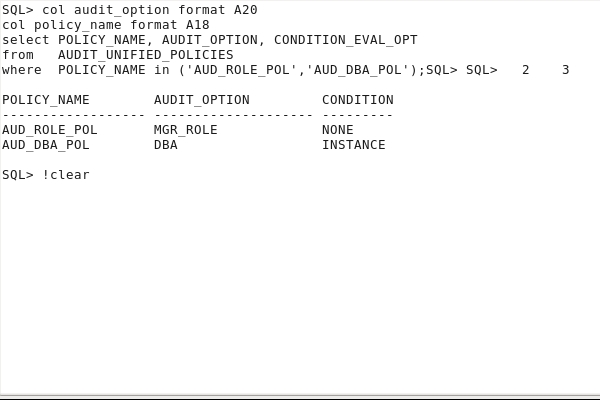 SQL> col audit_option format A20
col policy_name format A18
select POLICY_NAME, AUDIT_OPTION, CONDITION_EVAL_OPT
from   AUDIT_UNIFIED_POLICIES
where  POLICY_NAME in ('AUD_ROLE_POL','AUD_DBA_POL');SQL> SQL>   2    3
POLICY_NAME        AUDIT_OPTION         CONDITION
------------------ -------------------- ---------
AUD_ROLE_POL       MGR_ROLE             NONE
AUD_DBA_POL        DBA                  INSTANCE
SQL> !clear